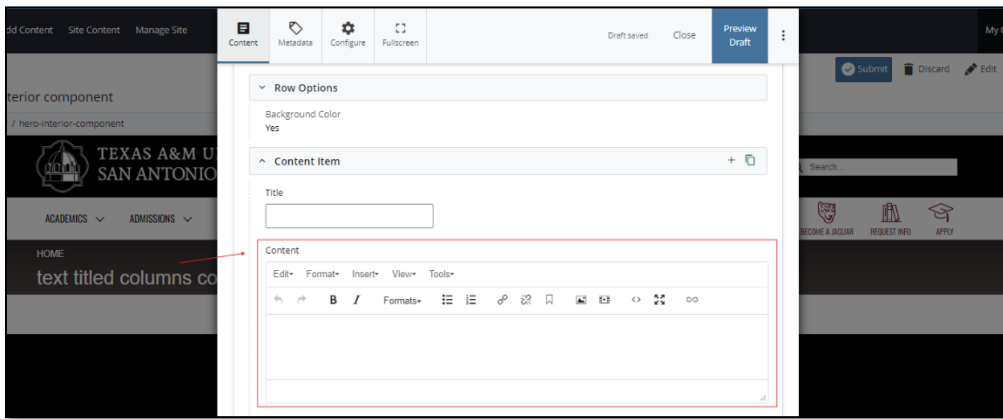 dd Content Site Content Manage Site
Content Metadata Configure Fullscreen Draft saved Close Preview Draft
My
Submit Discard Edit
terior component
/ hero-interior-component
Row Options
Background Color
Yes
Content Item
TEXAS A&M U
SAN ANTONIO
Search...
Title
ACADEMICS ADMISSIONS
BECOME A JAGUAR REQUEST INFO APPLY
HOME
text titled columns co
Content
Edit Format Insert View Tools
B I Formats